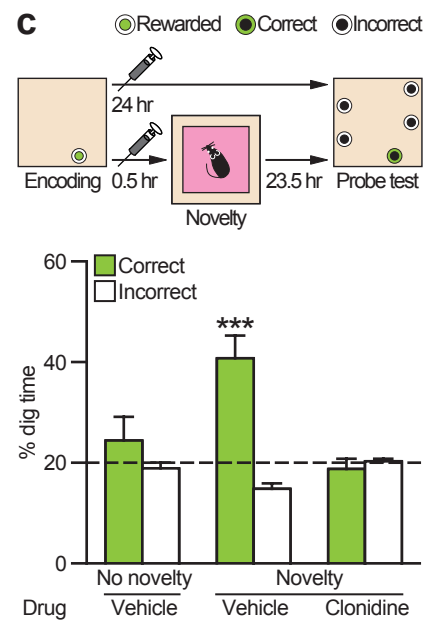 C
Rewarded Correct Incorrect
24 hr
Encoding 0.5 hr 23.5 hr Probe test
Novelty
60
Correct
Incorrect
***
40
% dig time
20
0
No novelty Novelty
Drug Vehicle Vehicle Clonidine